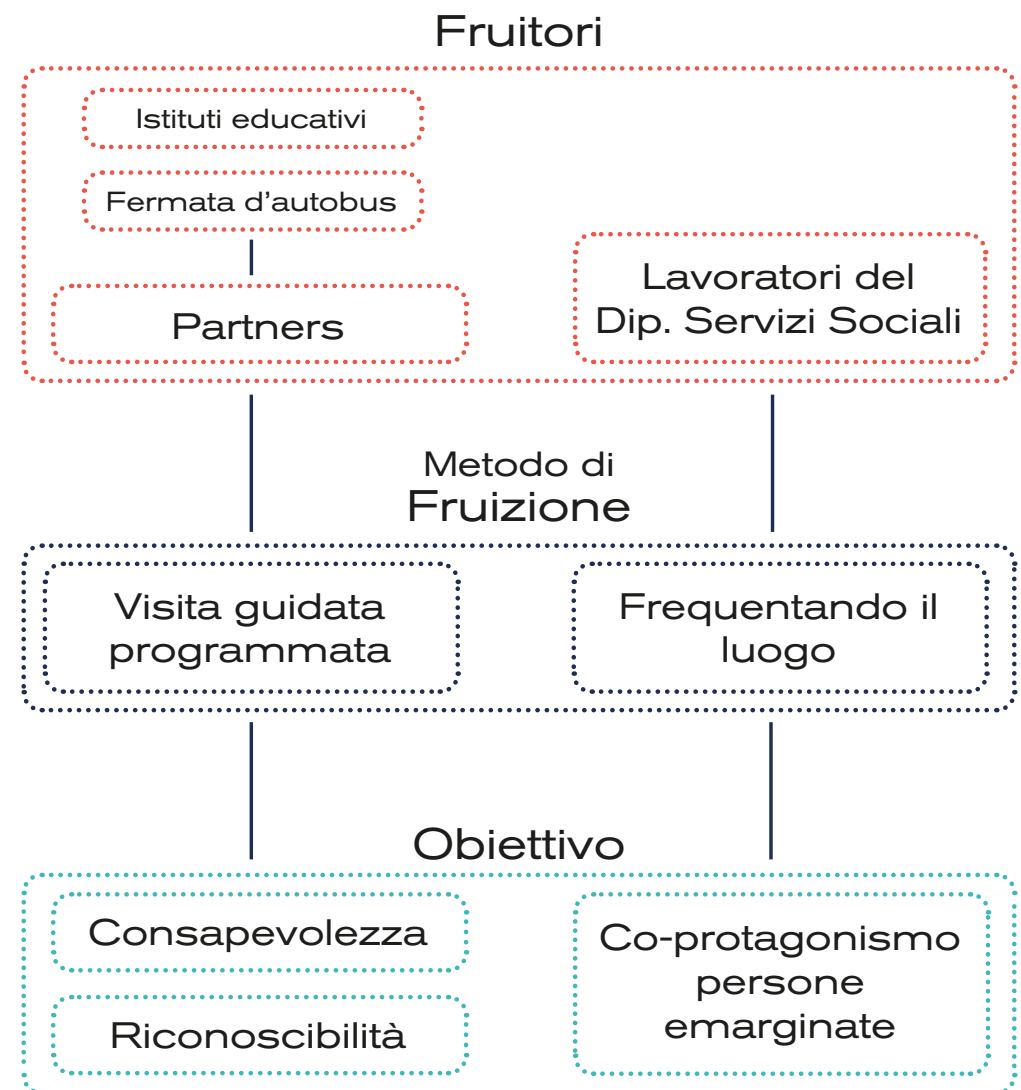 Fruitori
Istituti educativi
Fermata d’autobus
Partners
Lavoratori del
Dip. Servizi Sociali
Metodo di
Fruizione
Visita guidata
programmata
Frequentando il
luogo
Obiettivo
Consapevolezza
Riconoscibilità
Co-protagonismo
persone
emarginate